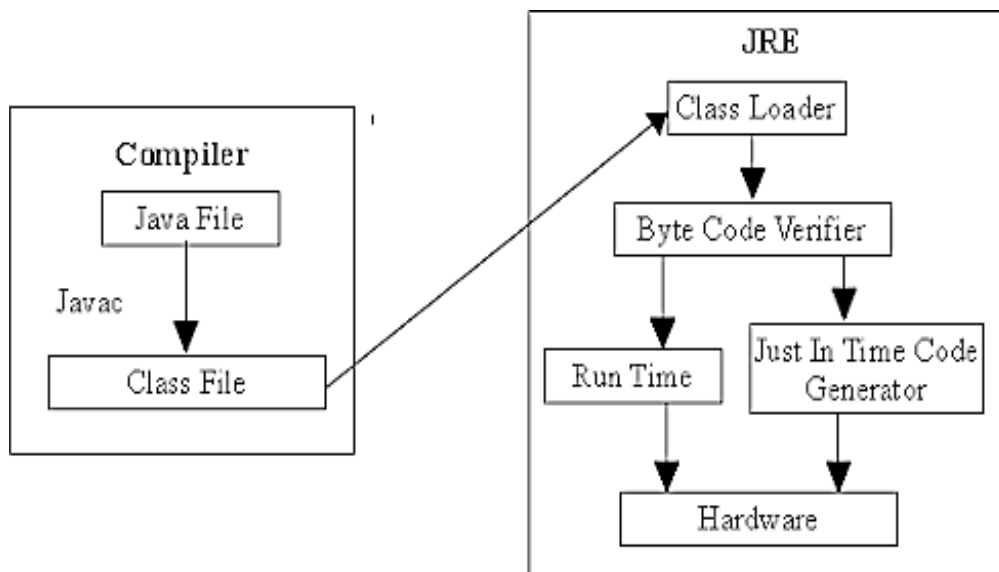 Compiler
Java File
Javac
Class File
JRE
Class Loader
Byte Code Verifier
Run Time
Just In Time Code
Generator
Hardware